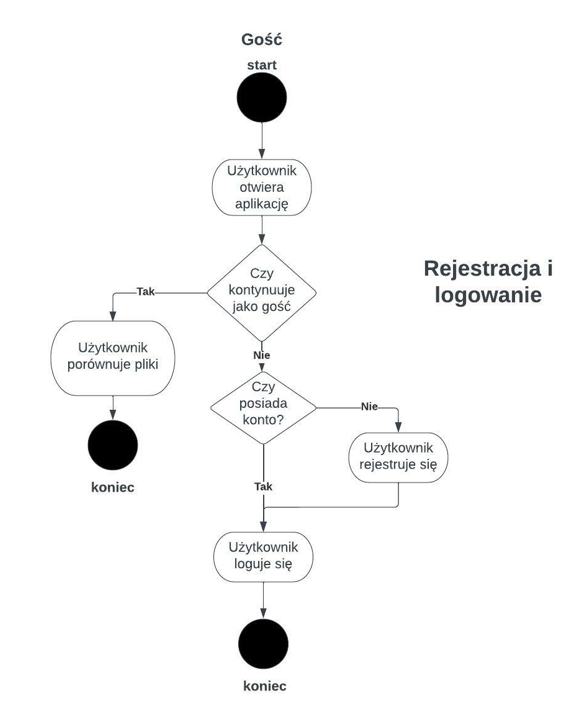 Gość
start
Użytkownik
otwiera
aplikację
Czy
kontynuuje
jako gość
Rejestracja i
logowanie
Tak
Użytkownik
porównuje pliki
koniec
Nie
Czy
posiada
konto?
Nie
Użytkownik
rejestruje się
Tak
Użytkownik
loguje się
koniec